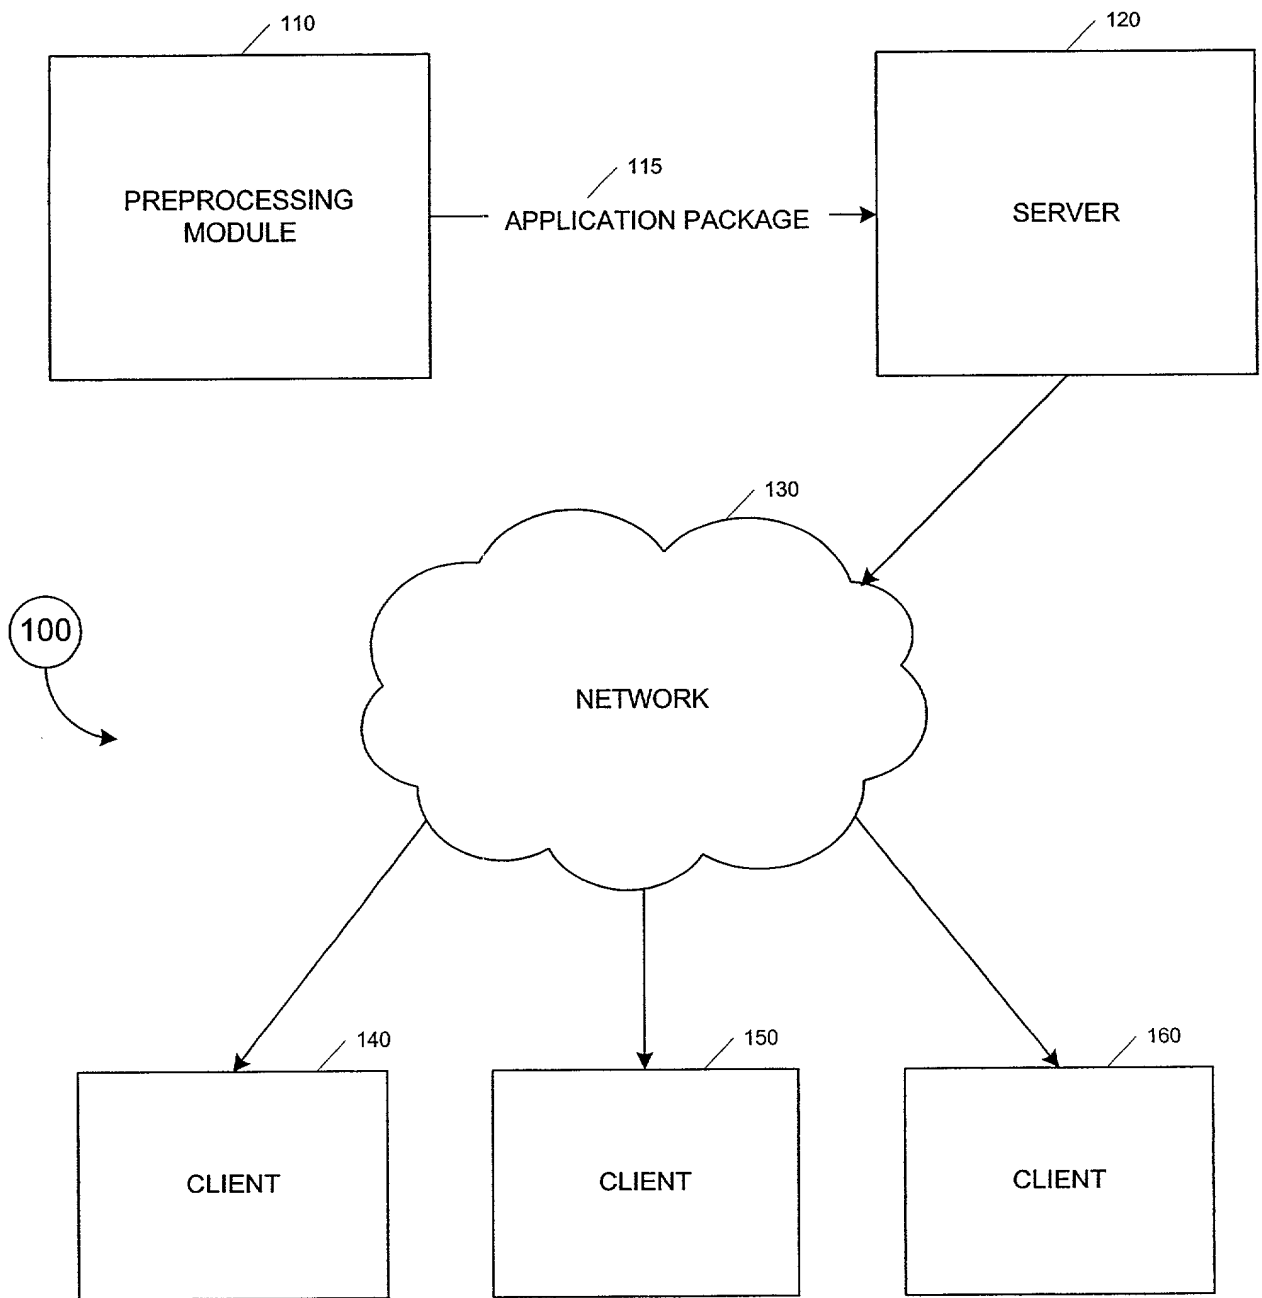 110
120
PREPROCESSING
MODULE
115
APPLICATION PACKAGE
SERVER
130
100
NETWORK
140
150
160
CLIENT
CLIENT
CLIENT